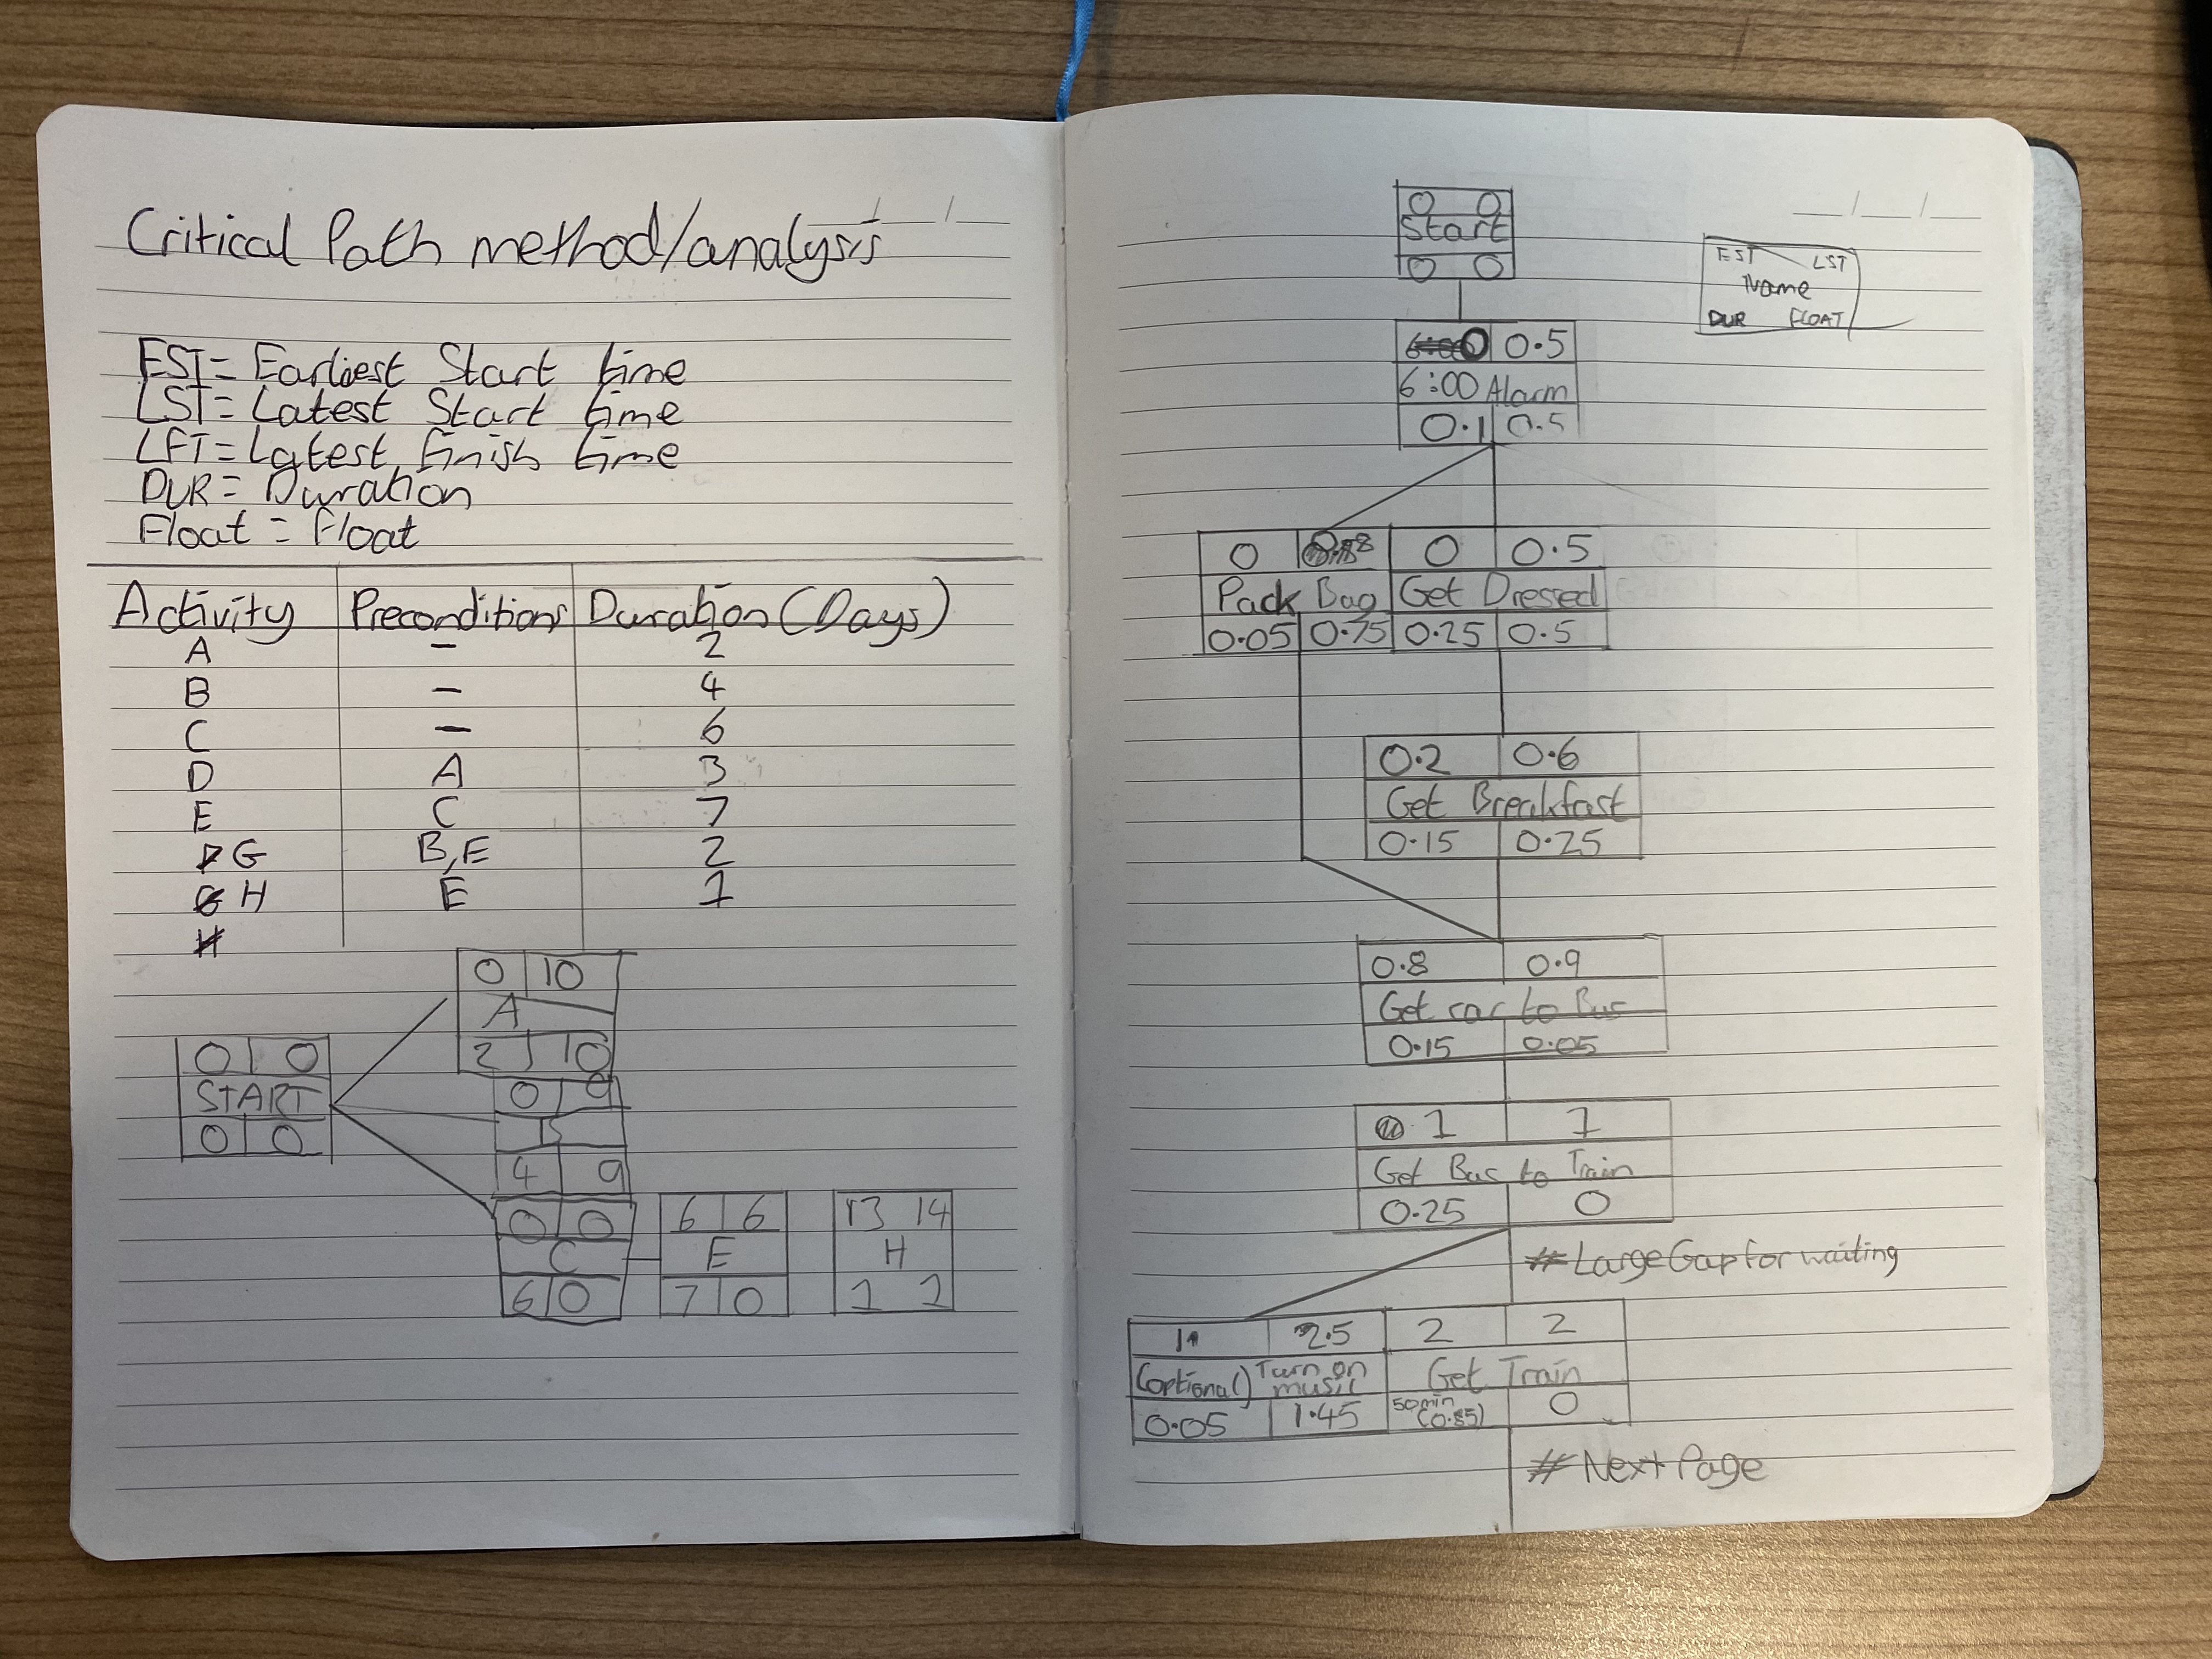 Critical Path method/analysis
EST = Earliest Start time
LST = Latest Start time
LFT = Latest finish time
DUR = Duration
Float = Float
Activity Preconditions Duration (Days)
A - 2
B - 4
C - 6
D A 3
E C 7
G B,E 2
H E 1
H
0 0
START
0 0
0 10
A
2 10
0 9
B
4 9
0 0
C
6 0
6 6
E
7 0
13 14
H
1 1
EST LST
Name
DUR FLOAT
0 0
Start
0 0
0 0.5
6:00 Alarm
0.1 0.5
0 0.8 0 0.5
Pack Bag Get Dressed
0.05 0.75 0.25 0.5
0.2 0.6
Get Breakfast
0.15 0.25
0.8 0.9
Get car to Bus
0.15 0.05
1 1
Get Bus to Train
0.25 0
#LargeGapforwaiting
1 2.5 2 2
(optional) Turn on music Get Train
0.05 1.45 50min (0.85) 0
#Next Page